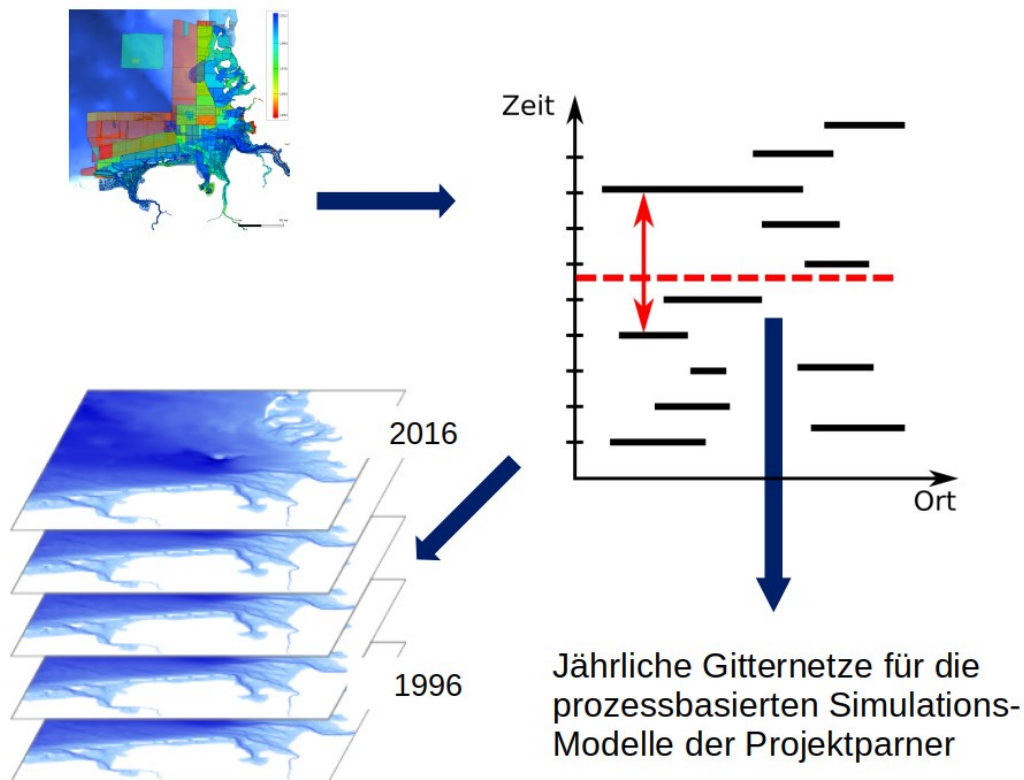 Zeit
Ort
2016
1996
Jährliche Gitternetze für die
prozessbasierten Simulations-
Modelle der Projektparner